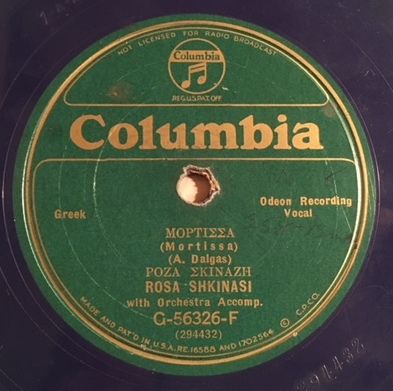 NOT LICENSED FOR RADIO BROADCAST
Columbia
REG.U.S.PAT.OFF
Columbia
Greek
Odeon Recording
Vocal
ΜΟΡΤΙΣΣΑ
(Mortissa)
(A. Dalgas)
ΡΟΖΑ ΣΚΙΝΑΖΗ
ROSA SHKINASI
with Orchestra Accomp.
G-56326-F
(294432)
MADE AND PAT'D IN U.S.A. RE 16588 AND 1702564 © C.P.CO.